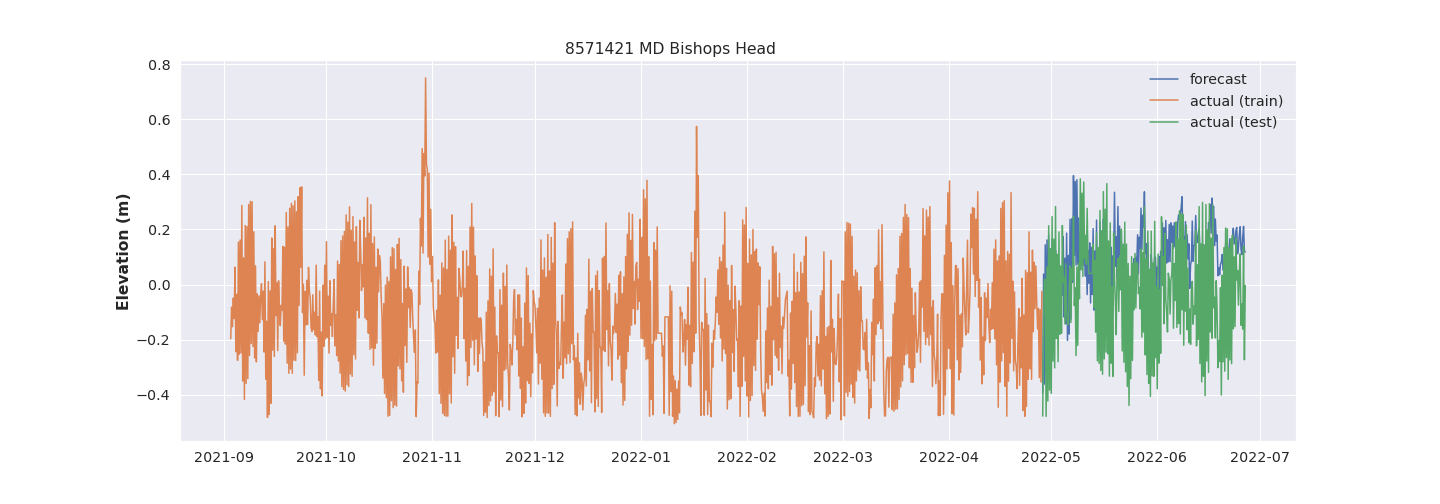 8571421 MD Bishops Head
Elevation (m)
0.8
0.6
0.4
0.2
0.0
−0.2
−0.4
forecast
actual (train)
actual (test)
2021-09 2021-10 2021-11 2021-12 2022-01 2022-02 2022-03 2022-04 2022-05 2022-06 2022-07